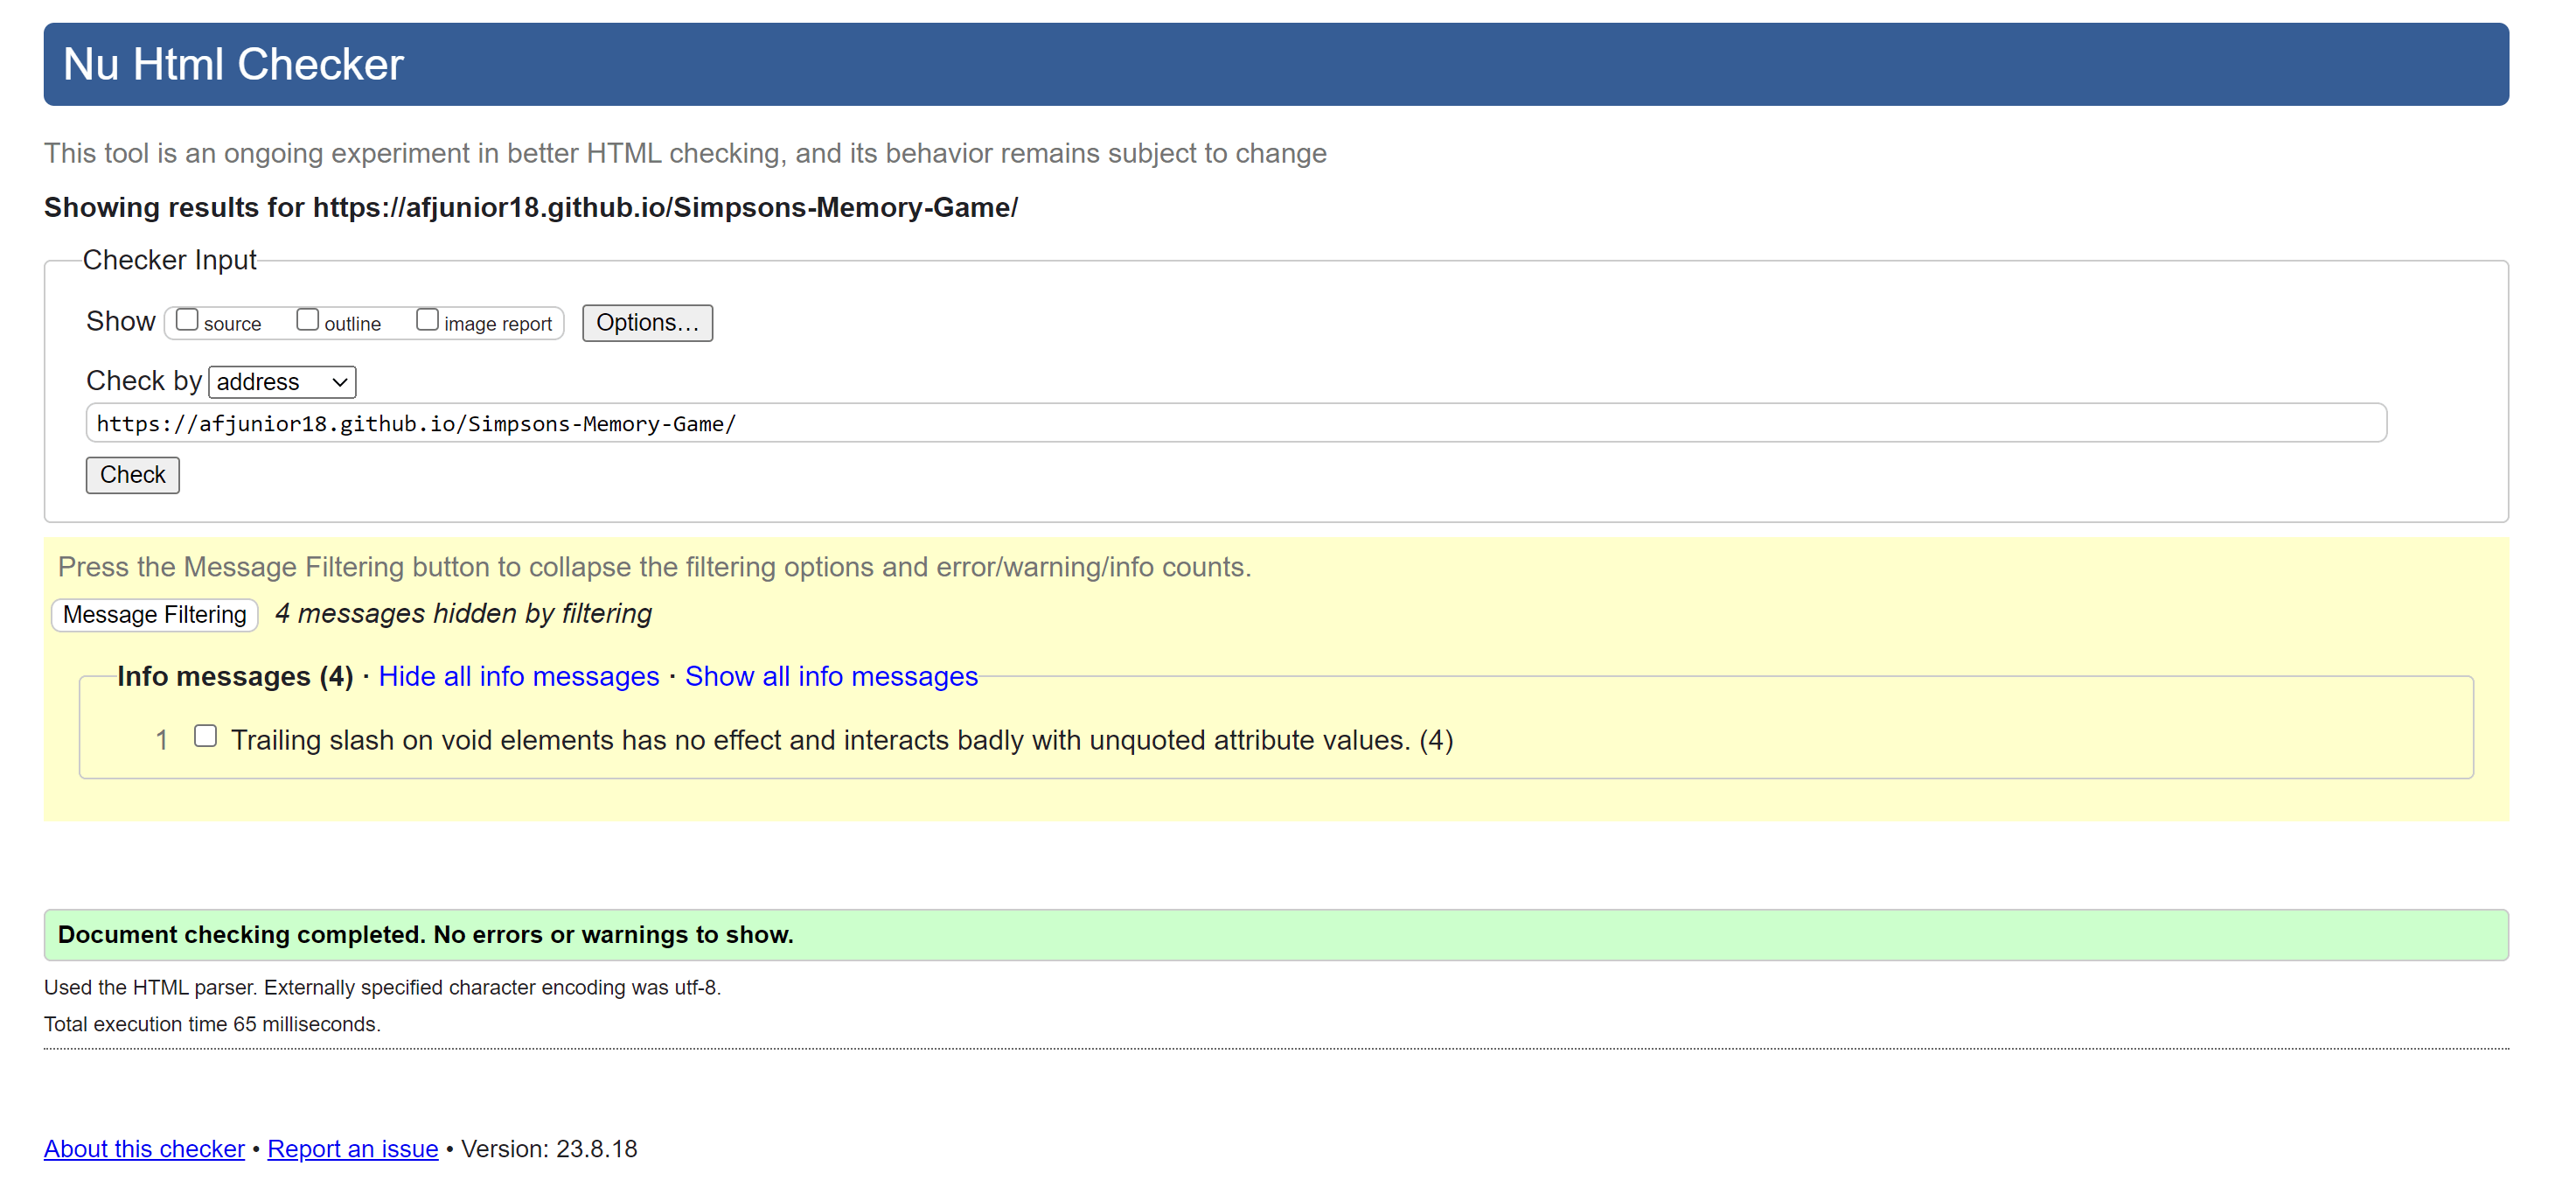 Nu Html Checker
This tool is an ongoing experiment in better HTML checking, and its behavior remains subject to change
Showing results for https://afjunior18.github.io/Simpsons-Memory-Game/
Checker Input
Show source outline image report Options…
Check by address
https://afjunior18.github.io/Simpsons-Memory-Game/
Check
Press the Message Filtering button to collapse the filtering options and error/warning/info counts.
Message Filtering 4 messages hidden by filtering
Info messages (4) · Hide all info messages · Show all info messages
1 Trailing slash on void elements has no effect and interacts badly with unquoted attribute values. (4)
Document checking completed. No errors or warnings to show.
Used the HTML parser. Externally specified character encoding was utf-8.
Total execution time 65 milliseconds.
About this checker • Report an issue • Version: 23.8.18